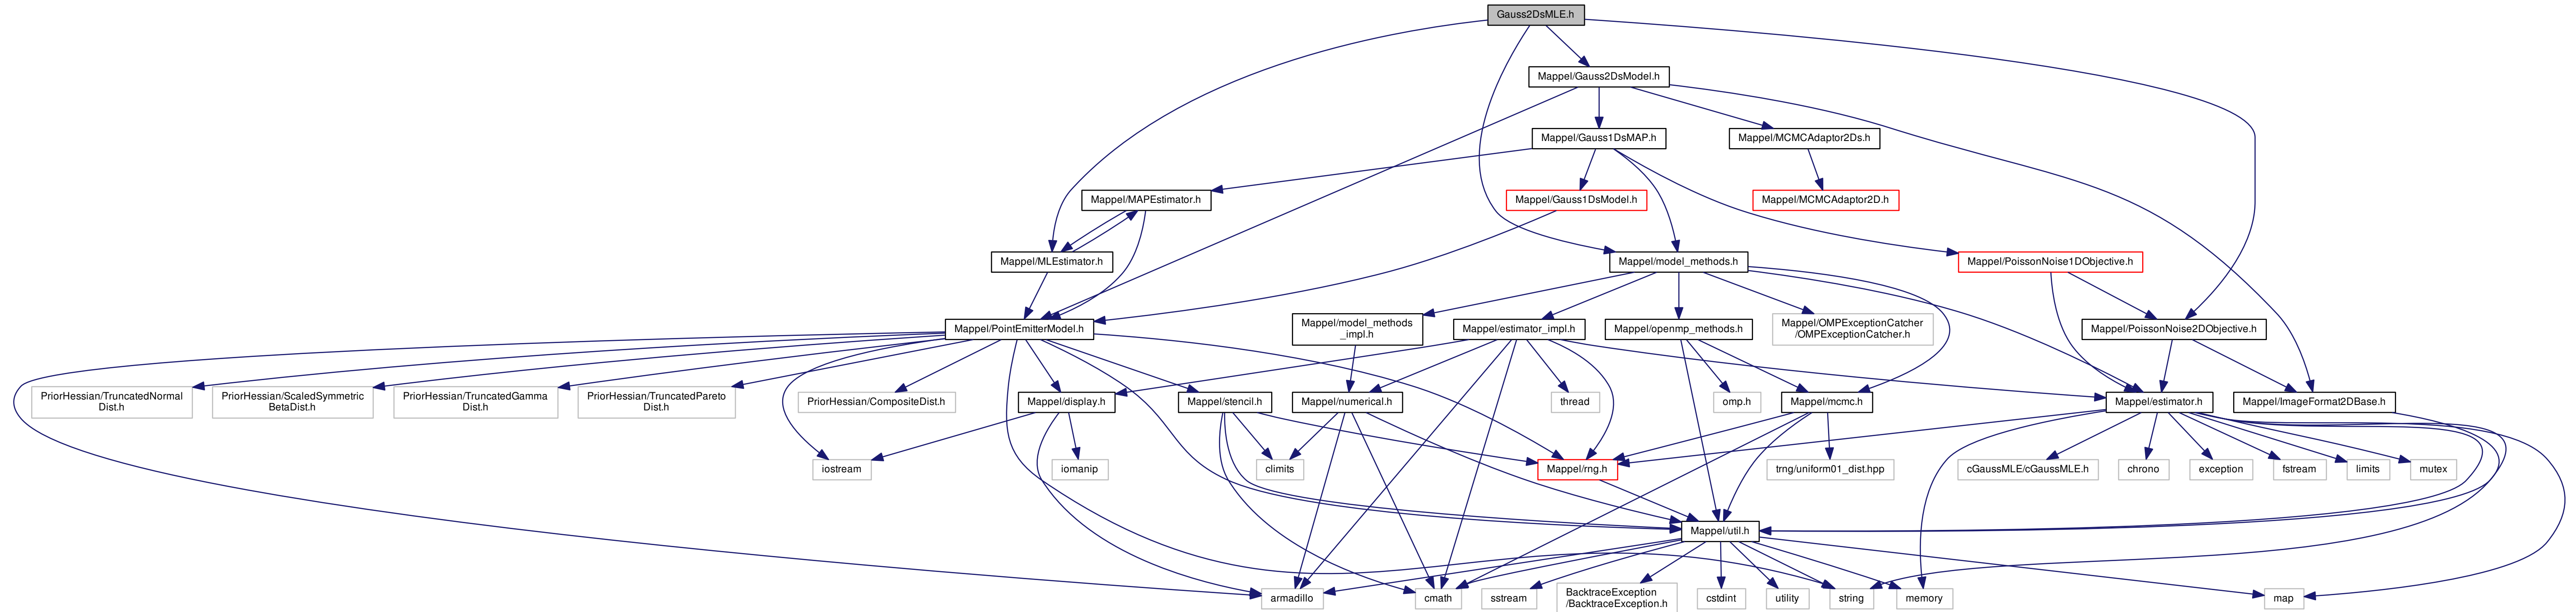 Gauss2DsMLE.h
Mappel/Gauss2DsModel.h
Mappel/Gauss1DsMAP.h
Mappel/MCMCAdaptor2Ds.h
Mappel/MAPEstimator.h
Mappel/Gauss1DsModel.h
Mappel/MCMCAdaptor2D.h
Mappel/MLEstimator.h
Mappel/model_methods.h
Mappel/PoissonNoise1DObjective.h
Mappel/PointEmitterModel.h
Mappel/model_methods
_impl.h
Mappel/estimator_impl.h
Mappel/openmp_methods.h
Mappel/OMPExceptionCatcher
/OMPExceptionCatcher.h
Mappel/PoissonNoise2DObjective.h
PriorHessian/TruncatedNormal
Dist.h
PriorHessian/ScaledSymmetric
BetaDist.h
PriorHessian/TruncatedGamma
Dist.h
PriorHessian/TruncatedPareto
Dist.h
PriorHessian/CompositeDist.h
Mappel/display.h
Mappel/stencil.h
Mappel/numerical.h
thread
omp.h
Mappel/mcmc.h
Mappel/estimator.h
Mappel/ImageFormat2DBase.h
iostream
iomanip
climits
Mappel/rng.h
trng/uniform01_dist.hpp
cGaussMLE/cGaussMLE.h
chrono
exception
fstream
limits
mutex
Mappel/util.h
armadillo
cmath
sstream
BacktraceException
/BacktraceException.h
cstdint
utility
string
memory
map